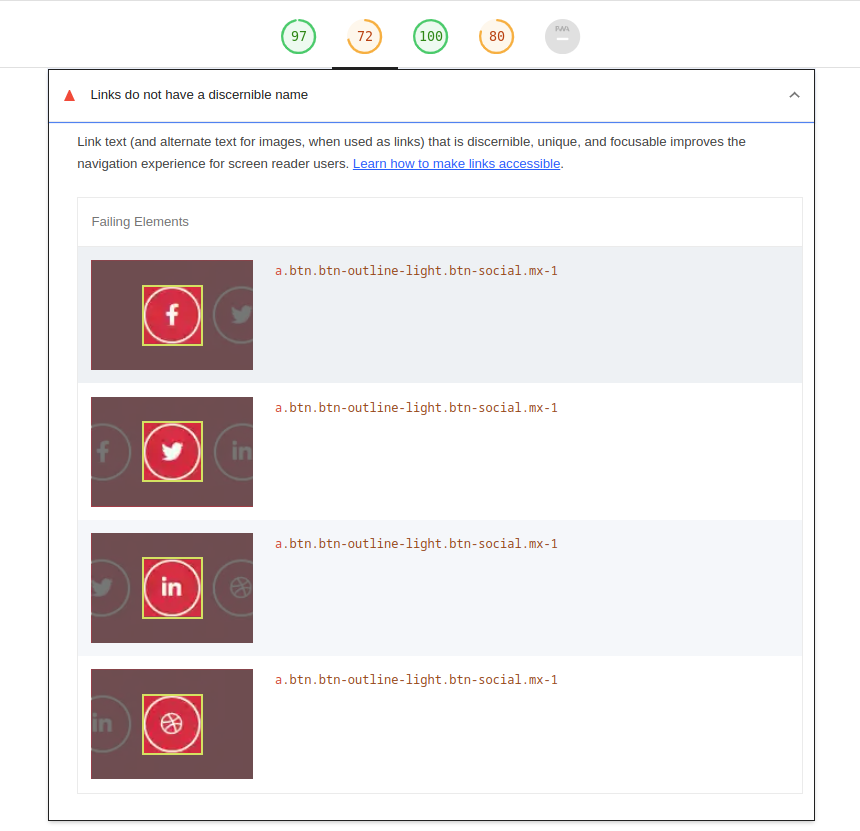 97 72 100 80 PWA
Links do not have a discernible name
Link text (and alternate text for images, when used as links) that is discernible, unique, and focusable improves the
navigation experience for screen reader users. Learn how to make links accessible.
Failing Elements
a.btn.btn-outline-light.btn-social.mx-1
f
a.btn.btn-outline-light.btn-social.mx-1
f in
a.btn.btn-outline-light.btn-social.mx-1
in
a.btn.btn-outline-light.btn-social.mx-1
in